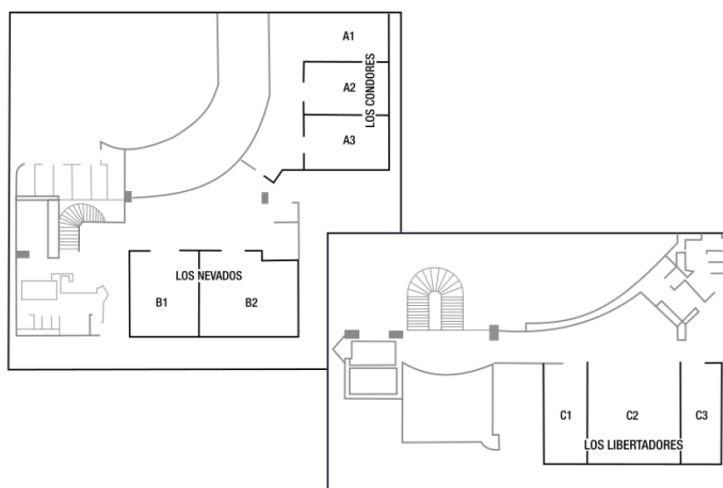 A1
A2
LOS CONDORES
A3
LOS NEVADOS
B1
B2
C1
C2
C3
LOS LIBERTADORES